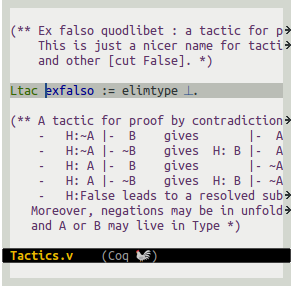 (** Ex falso quodlibet : a tactic for p
This is just a nicer name for tacti
and other [cut False]. *)
Ltac exfalso := elimtype ⊥.
(** A tactic for proof by contradiction
- H:~A |- B gives |- A
- H:~A |- ~B gives H: B |- A
- H: A |- B gives |- ~A
- H: A |- ~B gives H: B |- ~A
- H:False leads to a resolved sub
Moreover, negations may be in unfold
and A or B may live in Type *)
Tactics.v (Coq 🐓)